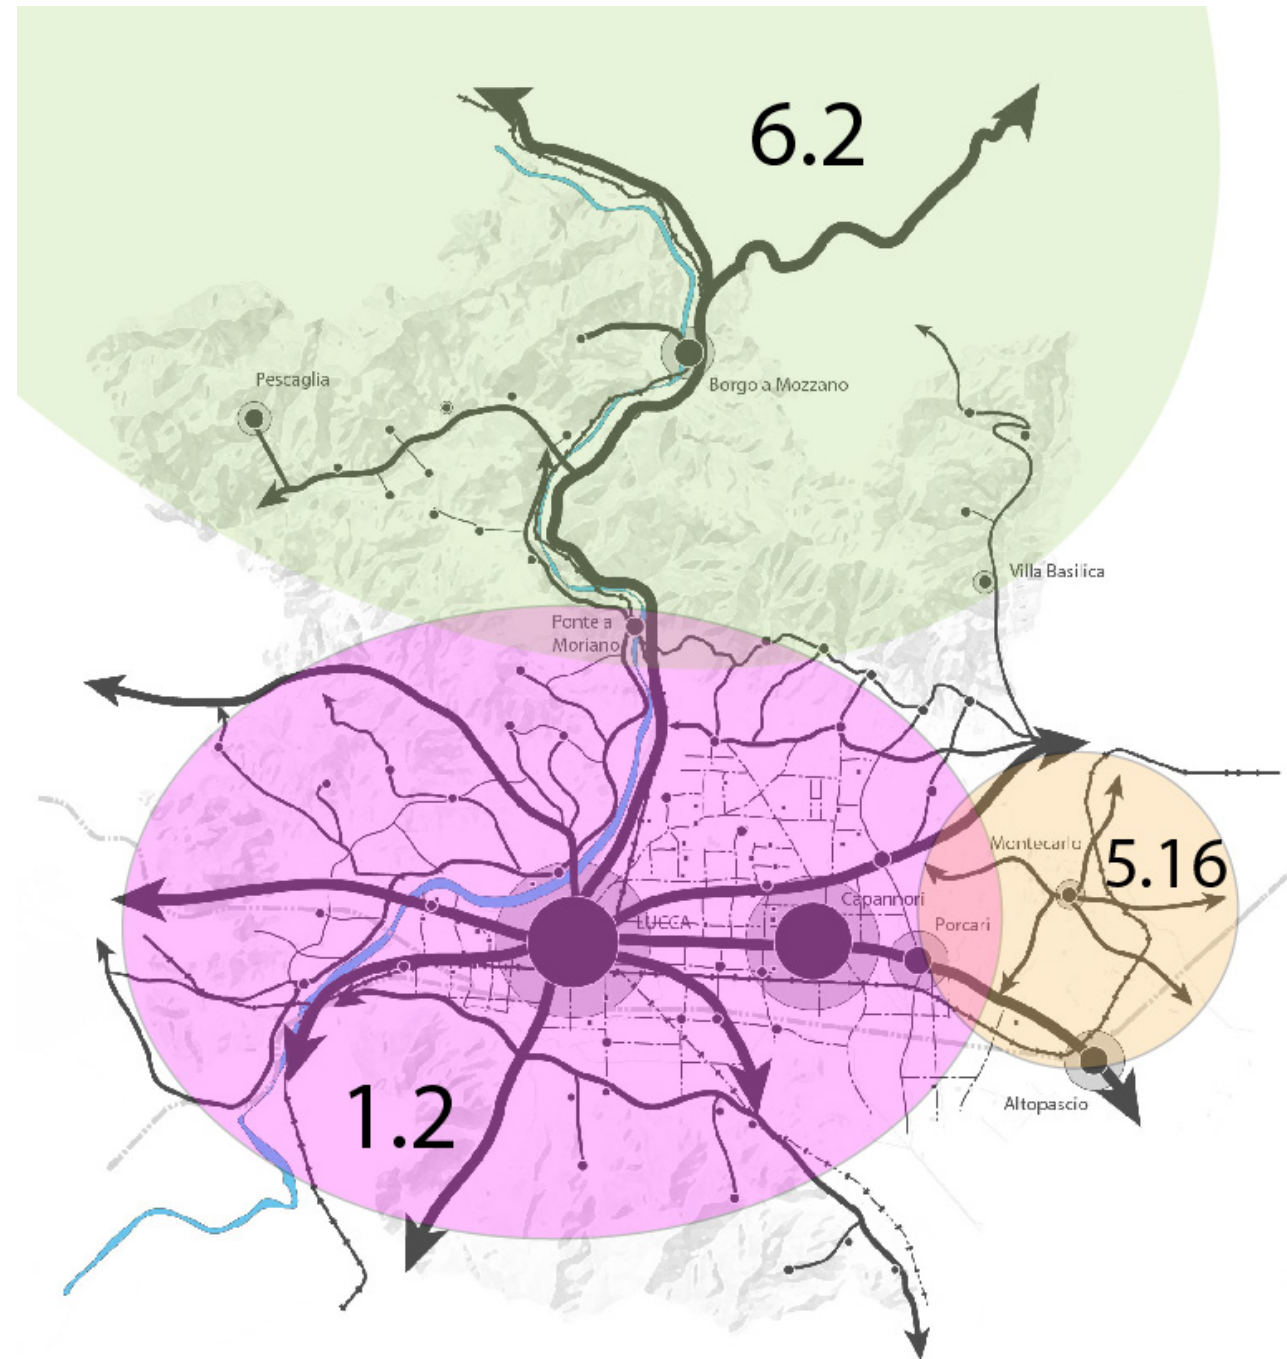 6.2
Pescaglia
Borgo a Mozzano
Villa Basilica
Ponte a
Moriano
Montecarlo
5.16
Capannori
LUCCA
Porcari
1.2
Altopascio